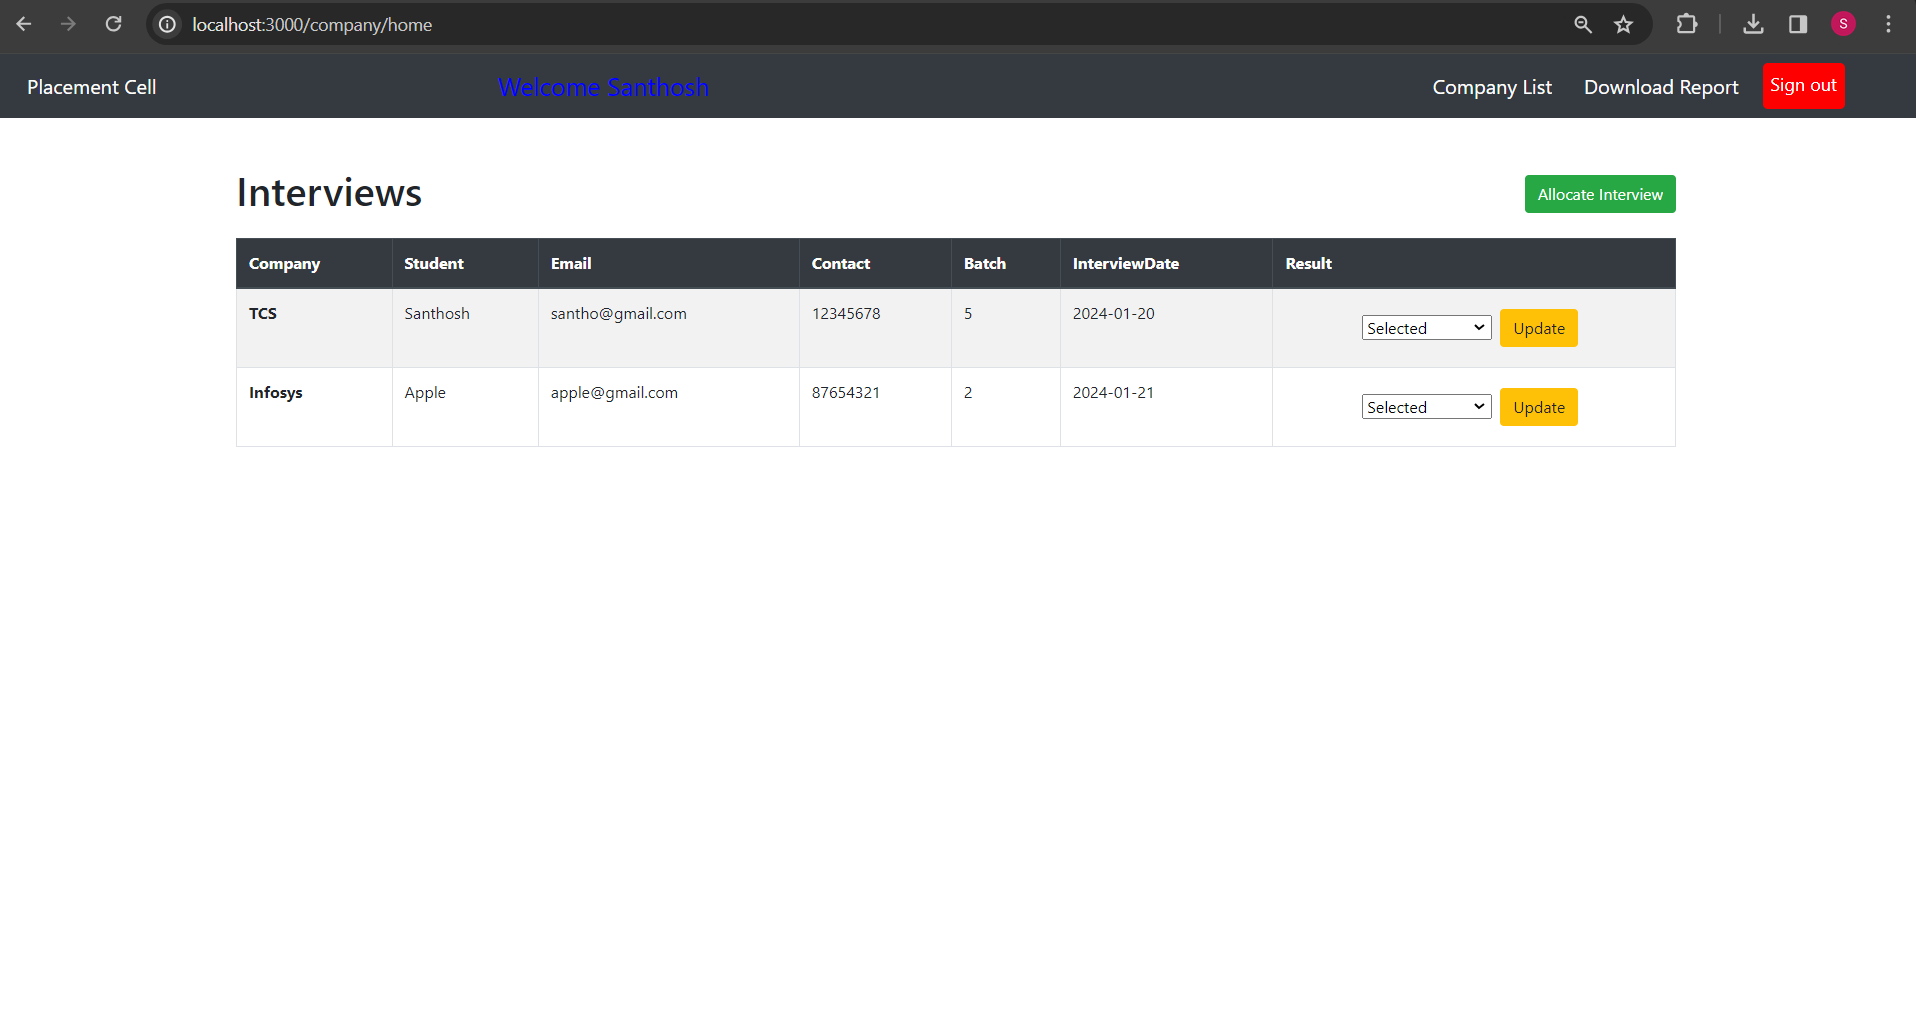 localhost:3000/company/home
S
Placement Cell
Welcome Santhosh
Company List
Download Report
Sign out
Interviews
Allocate Interview
Company Student Email Contact Batch InterviewDate Result
TCS Santhosh santho@gmail.com 12345678 5 2024-01-20 Selected Update
Infosys Apple apple@gmail.com 87654321 2 2024-01-21 Selected Update